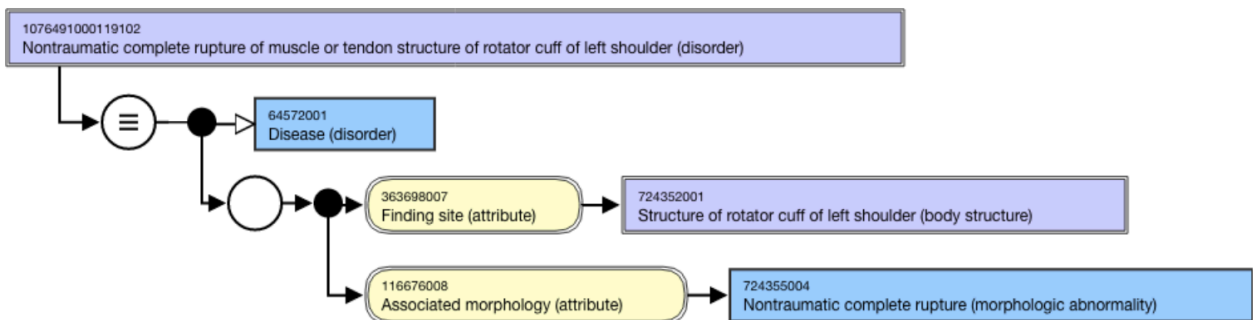 1076491000119102
Nontraumatic complete rupture of muscle or tendon structure of rotator cuff of left shoulder (disorder)
64572001
Disease (disorder)
363698007
Finding site (attribute)
724352001
Structure of rotator cuff of left shoulder (body structure)
116676008
Associated morphology (attribute)
724355004
Nontraumatic complete rupture (morphologic abnormality)